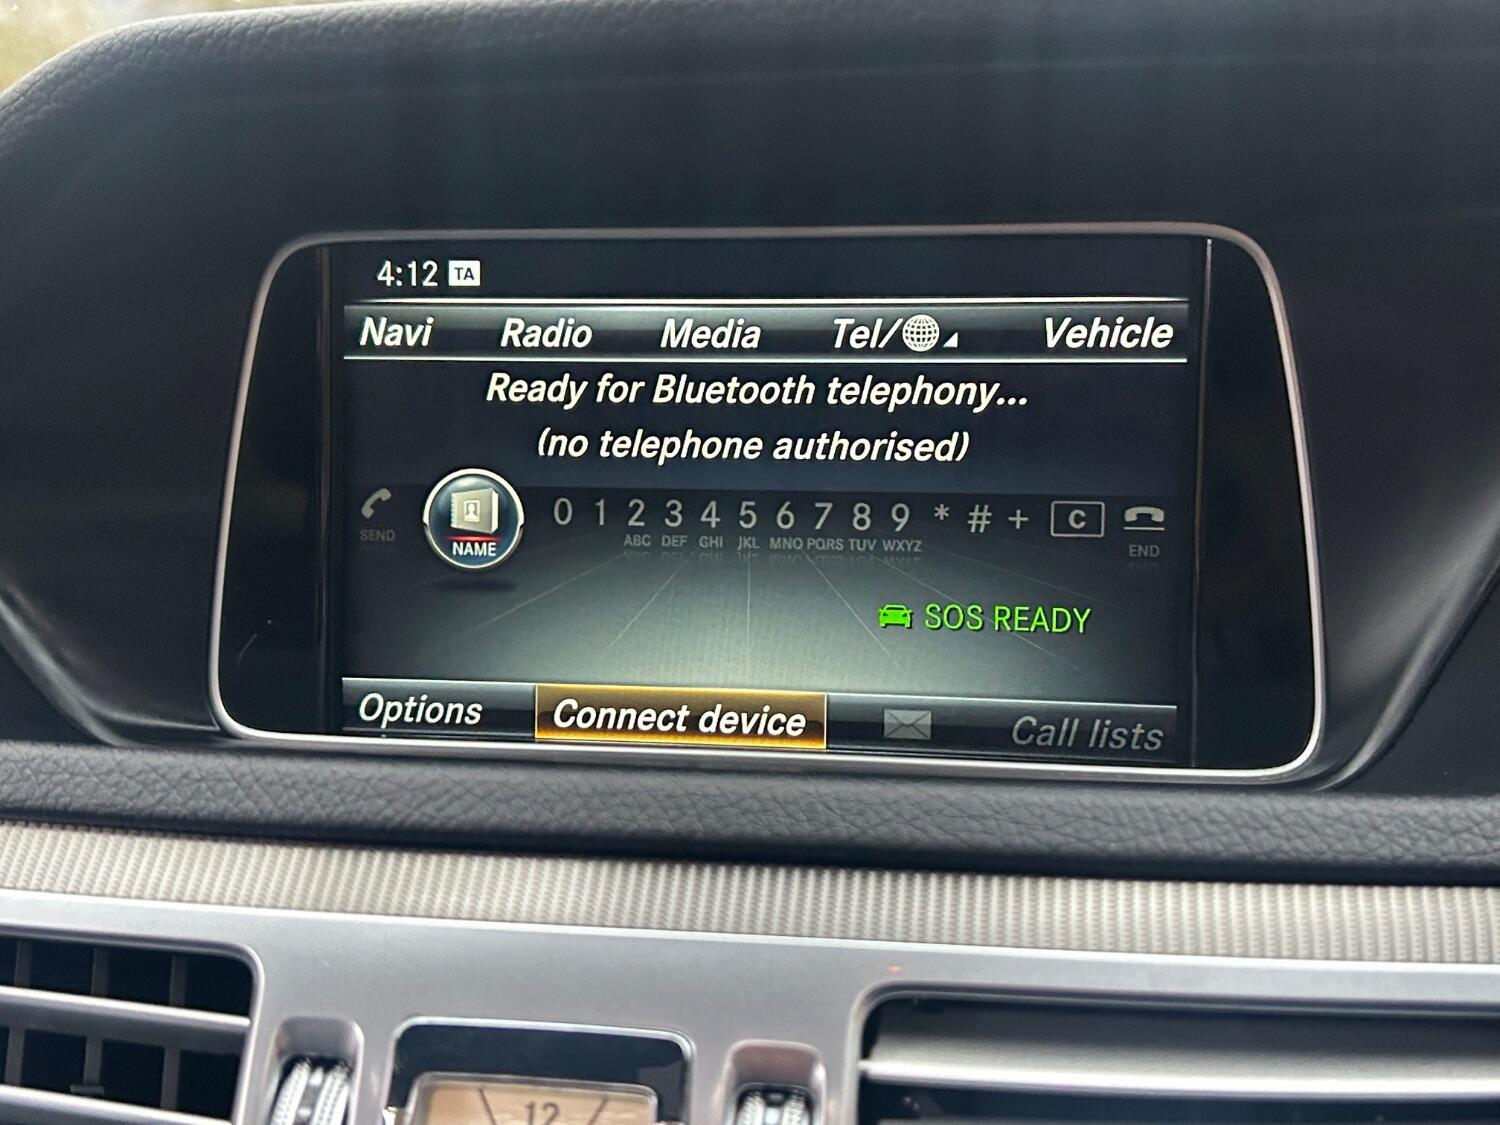 4:12 TA
Navi Radio Media Tel/ Vehicle
Ready for Bluetooth telephony...
(no telephone authorised)
0 1 2 3 4 5 6 7 8 9 * # + C
SEND NAME ABC DEF GHI JKL MNO PQRS TUV WXYZ END
SOS READY
Options Connect device Call lists
12